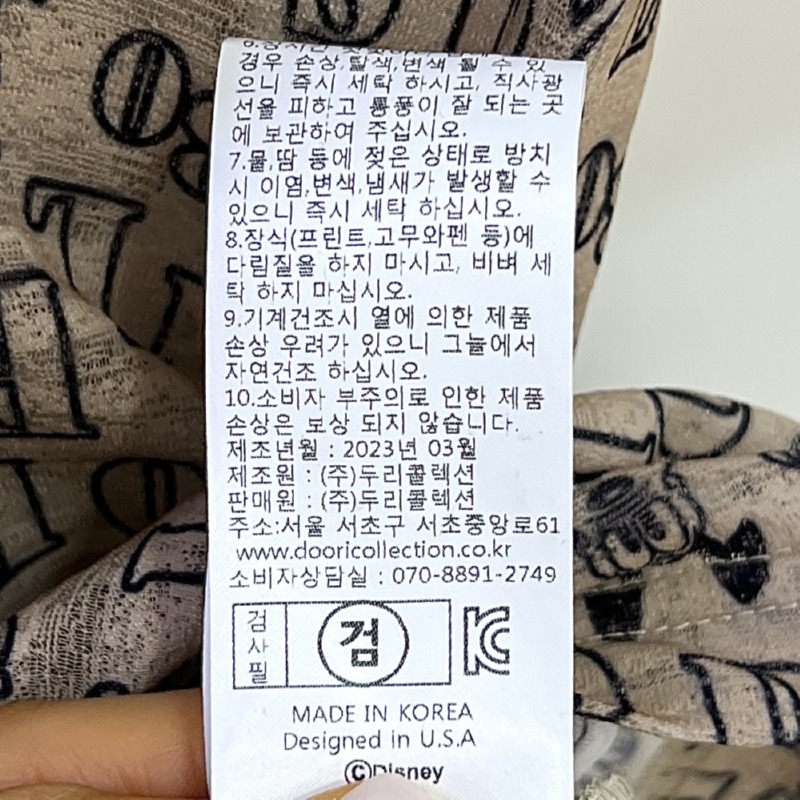 경우 손상,탈색,변색 될 수 있
으니 즉시 세탁 하시고, 직사광
선을 피하고 통풍이 잘 되는 곳
에 보관하여 주십시오.
7.물,땀 등에 젖은 상태로 방치
시 이염,변색,냄새가 발생할 수
있으니 즉시 세탁 하십시오.
8.장식(프린트,고무와펜 등)에
다림질을 하지 마시고, 비벼 세
탁 하지 마십시오.
9.기계건조시 열에 의한 제품
손상 우려가 있으니 그늘에서
자연건조 하십시오.
10.소비자 부주의로 인한 제품
손상은 보상 되지 않습니다.
제조년월 : 2023년 03월
제조원 : (주)두리콜렉션
판매원 : (주)두리콜렉션
주소:서울 서초구 서초중앙로61
www.dooricollection.co.kr
소비자상담실 : 070-8891-2749
검사필
검
KC
MADE IN KOREA
Designed in U.S.A
©Disney